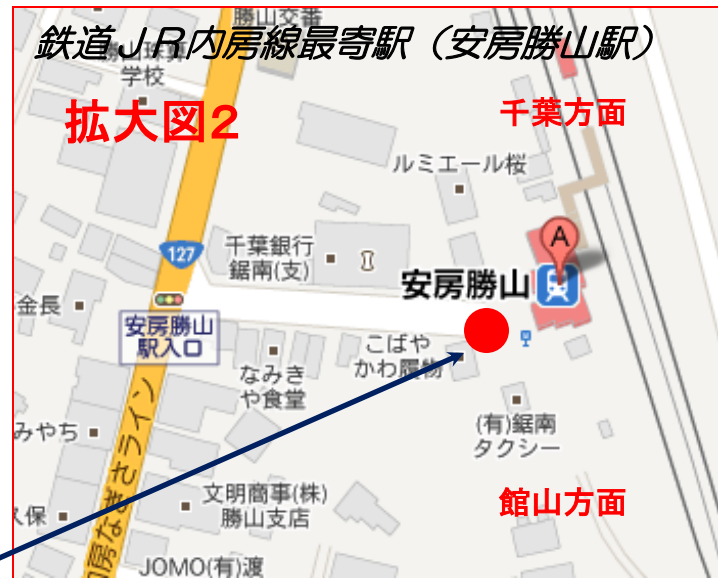 勝山交番
鉄道JR内房線最寄駅（安房勝山駅）
学校
拡大図2
千葉方面
ルミエール桜
127
千葉銀行
鋸南(支)
A
安房勝山
金長
安房勝山
駅入口
こばや
かわ履物
なみき
や食堂
みやち
(有)鋸南
タクシー
文明商事(株)
勝山支店
館山方面
久保
房なぎさライン
JOMO(有)渡